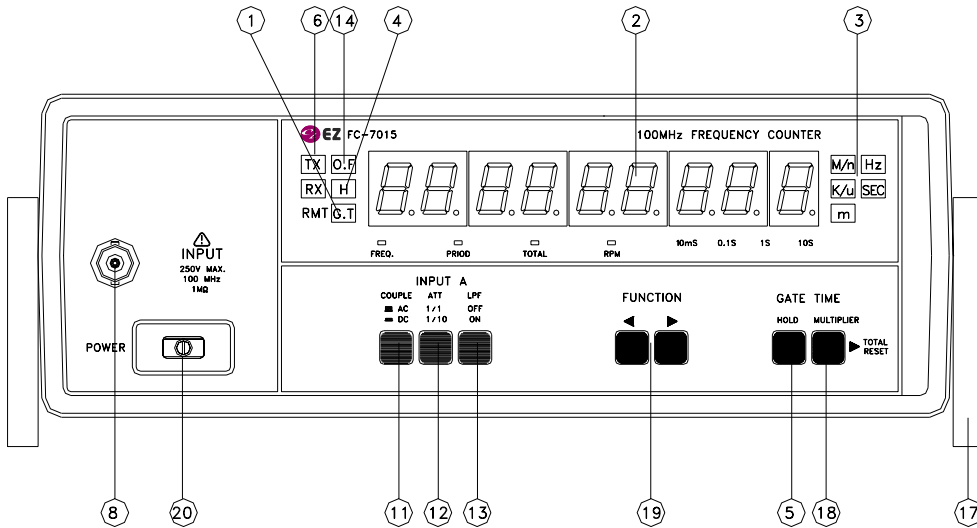 1 6 14 4 2 3
EZ FC-7015 100MHz FREQUENCY COUNTER
TX O.F M/n Hz
RX H K/u SEC
RMT G.T m
FREQ. PRIOD TOTAL RPM 10mS 0.1S 1S 10S
INPUT
250V MAX.
100 MHz
1MΩ
INPUT A
COUPLE ATT LPF
AC 1/1 OFF
DC 1/10 ON
FUNCTION
GATE TIME
HOLD MULTIPLIER
TOTAL
RESET
POWER
8 20 11 12 13 19 5 18 17